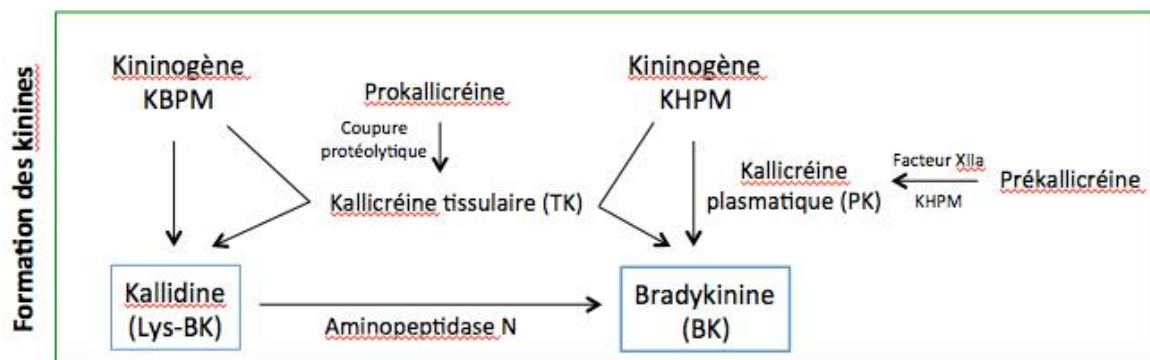 Formation des kinines
Kininogène
KBPM
Prokallicréine
Coupure
protéolytique
Kallicréine tissulaire (TK)
Kininogène
KHPM
Kallicréine
plasmatique (PK)
Facteur XIIa
KHPM
Prékallicréine
Kallidine
(Lys-BK)
Aminopeptidase N
Bradykinine
(BK)